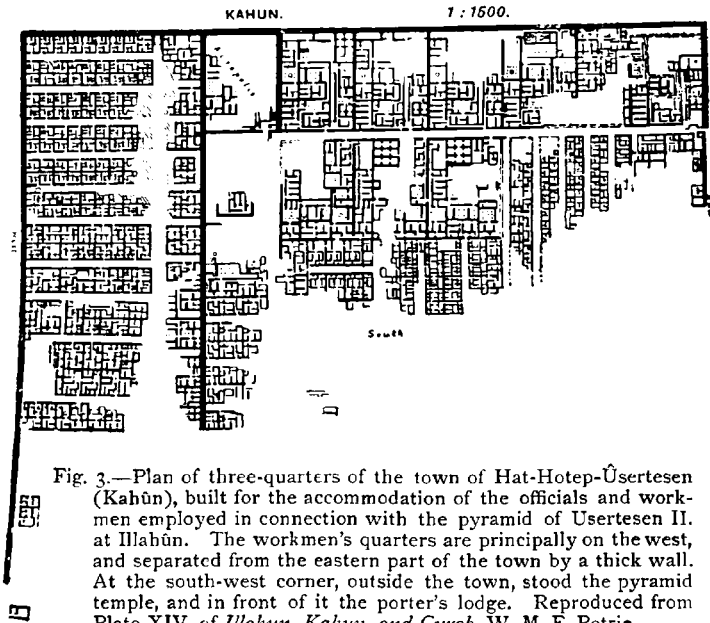 KAHUN. 1 : 1500.
South
Fig. 3.—Plan of three-quarters of the town of Hat-Hotep-Ûsertesen
(Kahûn), built for the accommodation of the officials and work-
men employed in connection with the pyramid of Usertesen II.
at Illahûn. The workmen's quarters are principally on the west,
and separated from the eastern part of the town by a thick wall.
At the south-west corner, outside the town, stood the pyramid
temple, and in front of it the porter's lodge. Reproduced from
Plate XIV. of Illahun, Kahun, and Gurob, W. M. F. Petrie